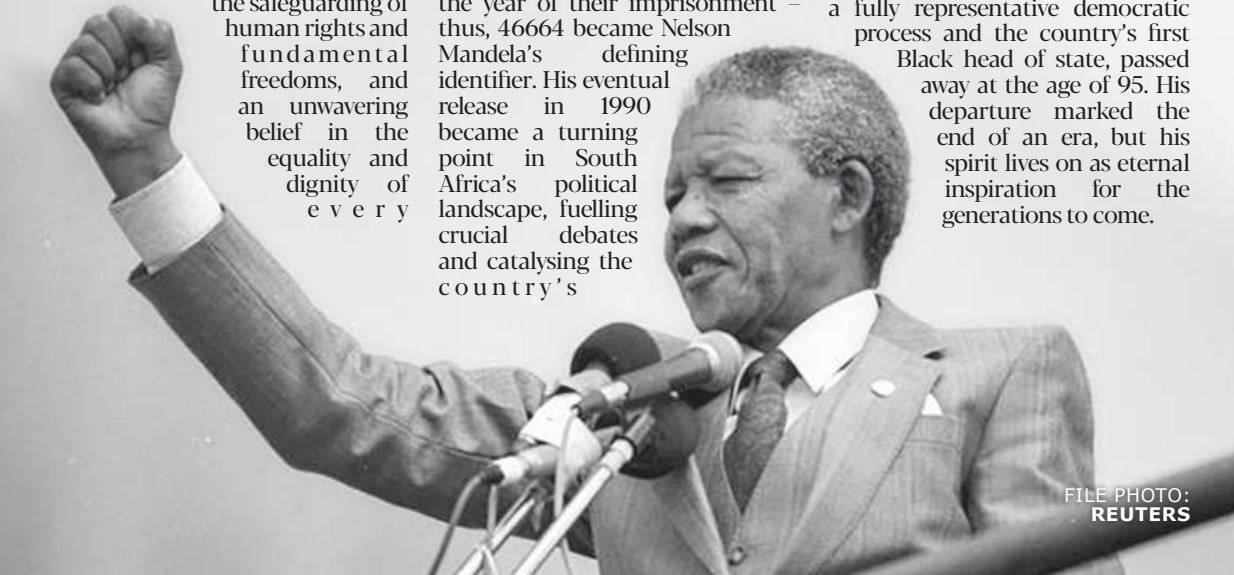 the safeguarding of
human rights and
fundamental
freedoms, and
an unwavering
belief in the
equality and
dignity of
every
the year of their imprisonment –
thus, 46664 became Nelson
Mandela's defining
identifier. His eventual
release in 1990
became a turning
point in South
Africa's political
landscape, fuelling
crucial debates
and catalysing the
country's
a fully representative democratic
process and the country's first
Black head of state, passed
away at the age of 95. His
departure marked the
end of an era, but his
spirit lives on as eternal
inspiration for the
generations to come.
FILE PHOTO:
REUTERS